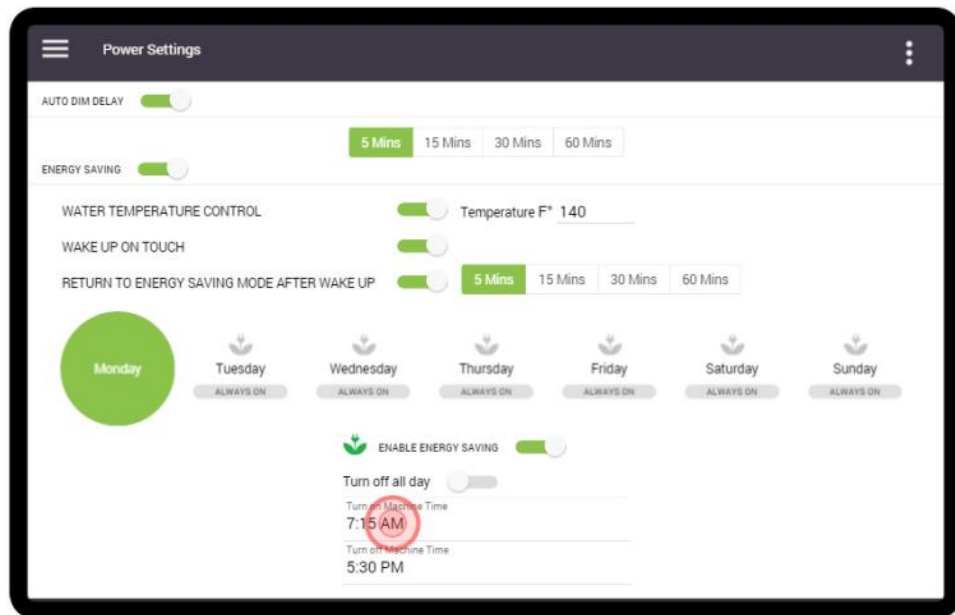 Power Settings
AUTO DIM DELAY
5 Mins 15 Mins 30 Mins 60 Mins
ENERGY SAVING
WATER TEMPERATURE CONTROL Temperature F° 140
WAKE UP ON TOUCH
RETURN TO ENERGY SAVING MODE AFTER WAKE UP 5 Mins 15 Mins 30 Mins 60 Mins
Monday Tuesday Wednesday Thursday Friday Saturday Sunday
ALWAYS ON ALWAYS ON ALWAYS ON ALWAYS ON ALWAYS ON ALWAYS ON
ENABLE ENERGY SAVING
Turn off all day
Turn on Machine Time
7:15 AM
Turn off Machine Time
5:30 PM